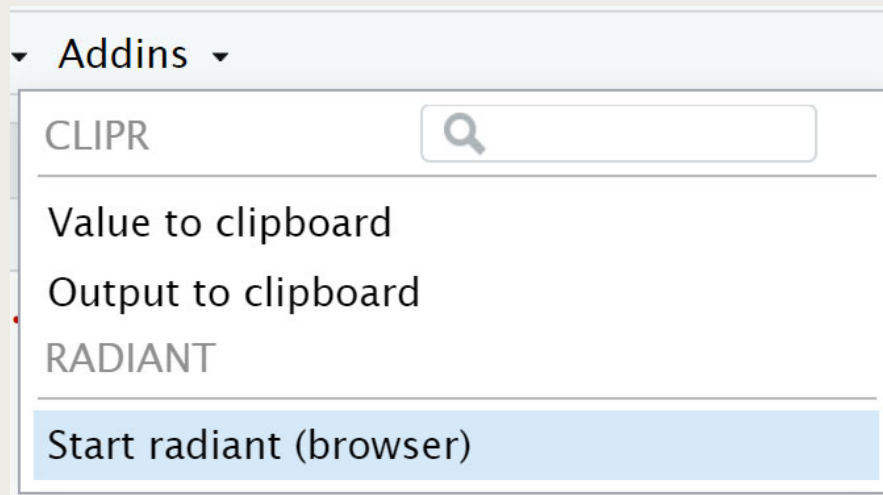 Addins
CLIPR
Value to clipboard
Output to clipboard
RADIANT
Start radiant (browser)